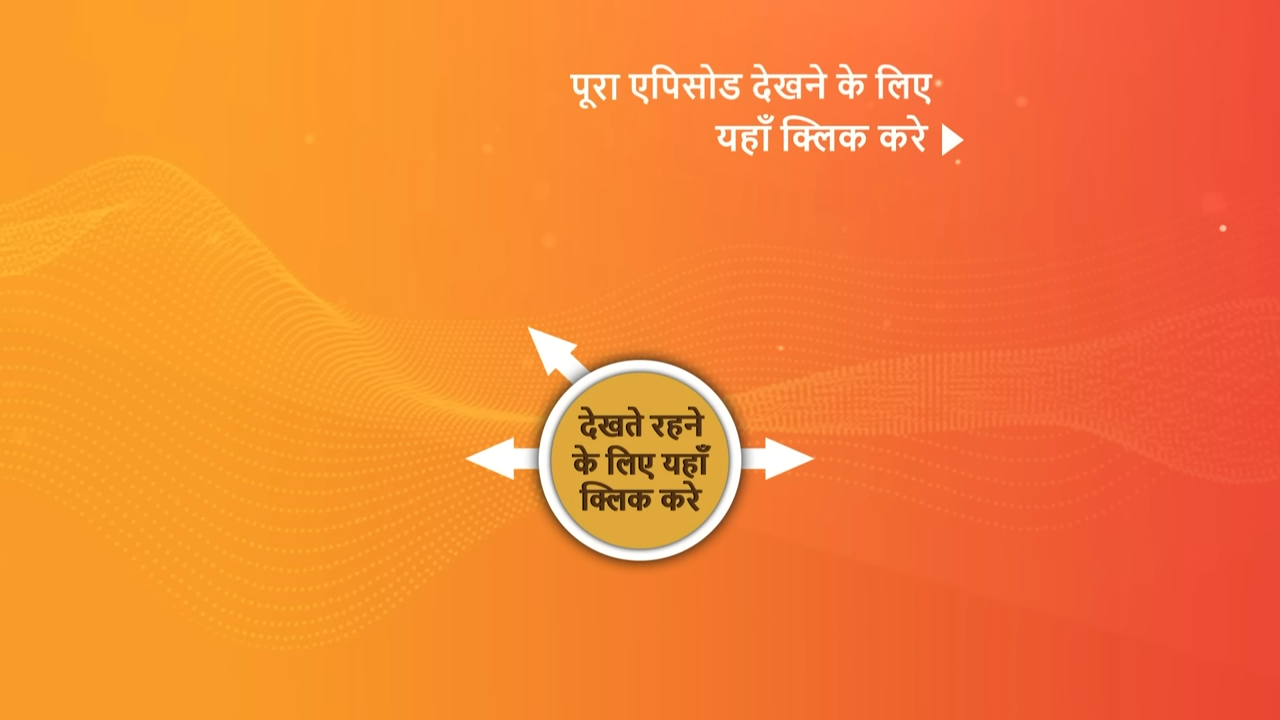 पूरा एपिसोड देखने के लिए
यहाँ क्लिक करे
देखते रहने
के लिए यहाँ
क्लिक करे